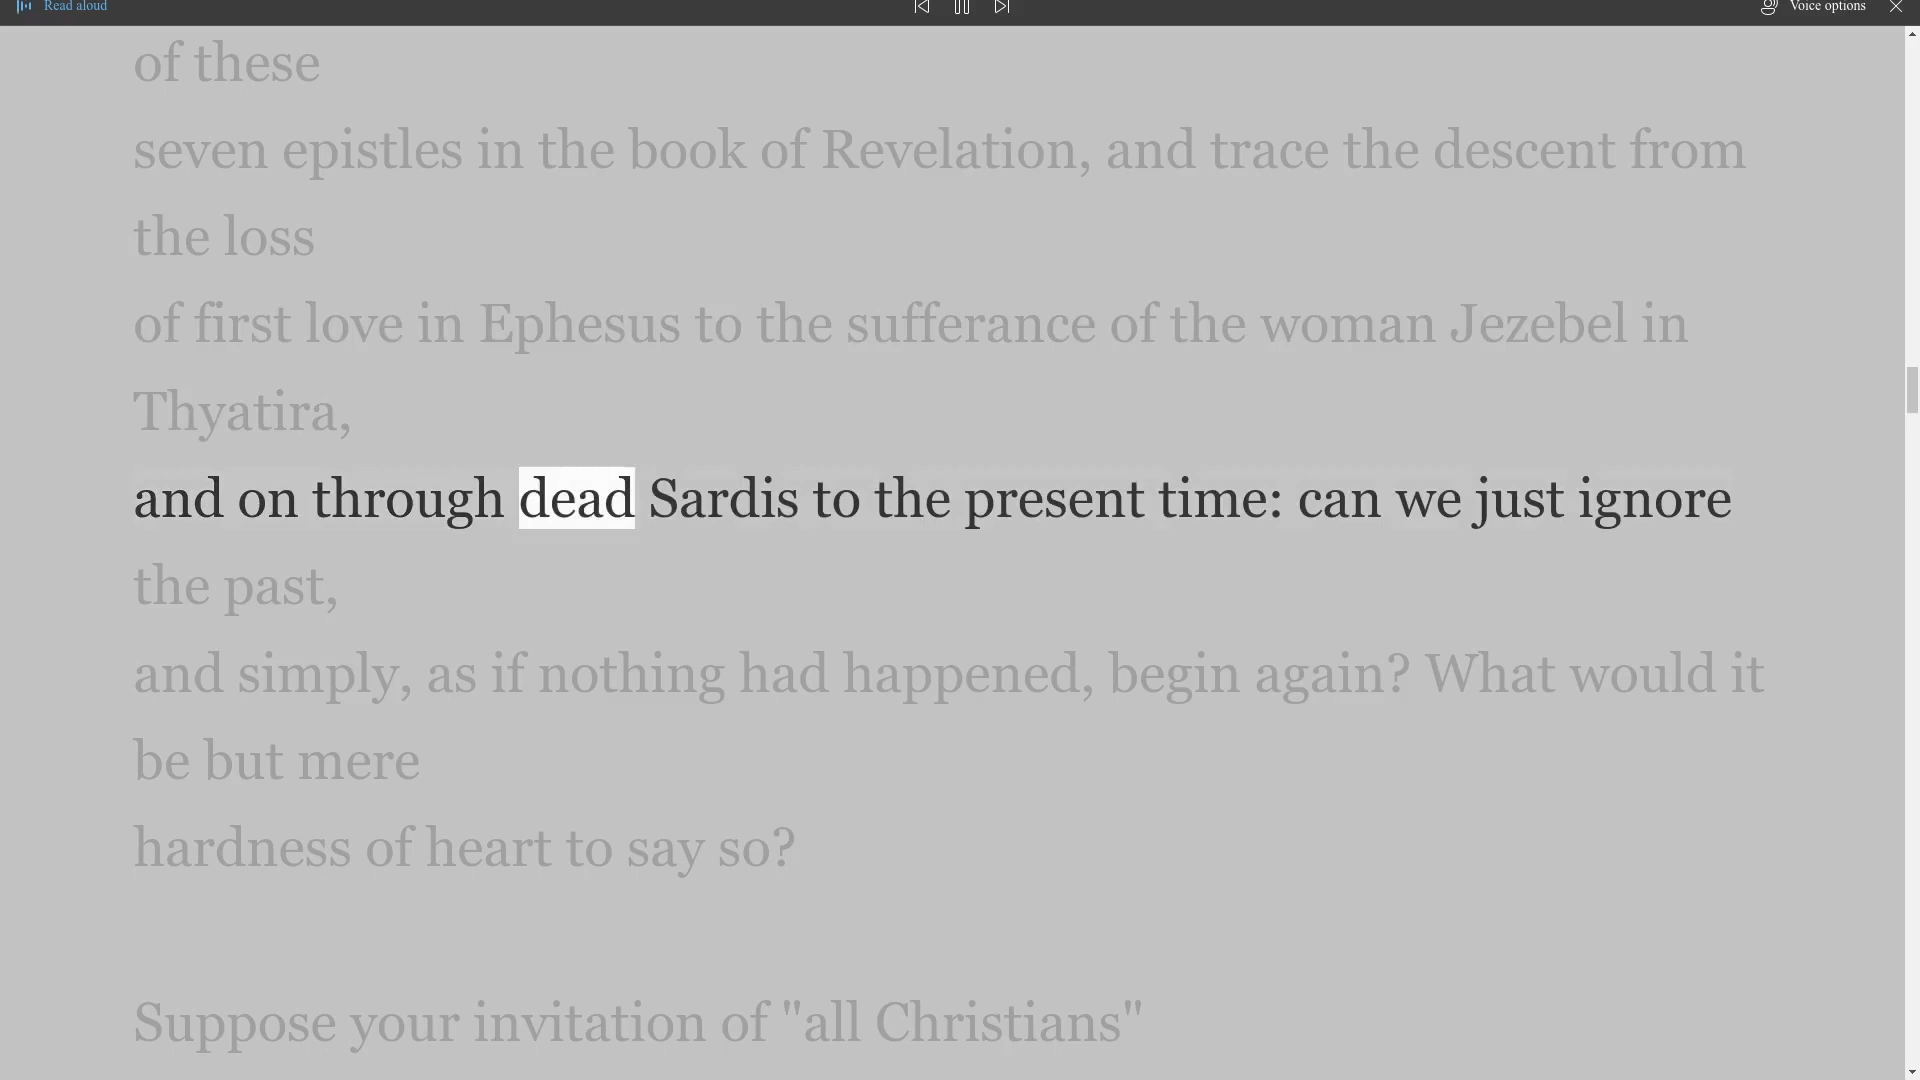 Read aloud
Voice options
of these
seven epistles in the book of Revelation, and trace the descent from
the loss
of first love in Ephesus to the sufferance of the woman Jezebel in
Thyatira,
and on through dead Sardis to the present time: can we just ignore
the past,
and simply, as if nothing had happened, begin again? What would it
be but mere
hardness of heart to say so?
Suppose your invitation of "all Christians"